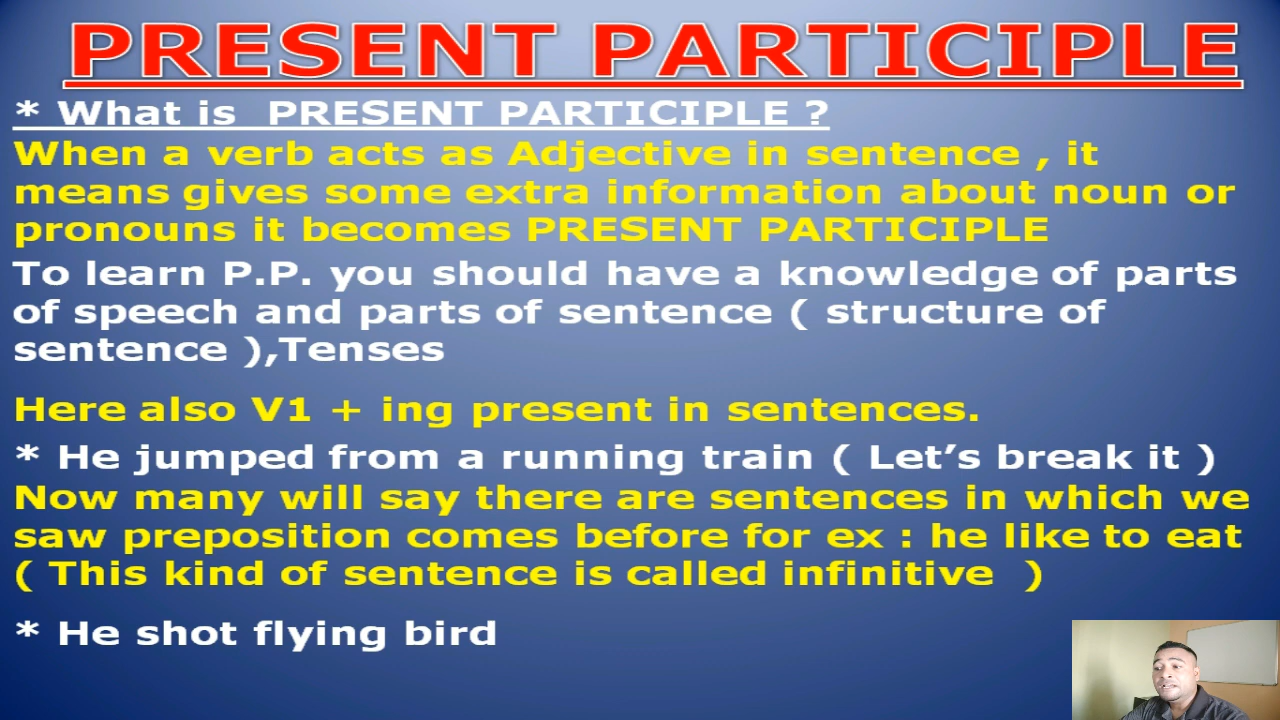 PRESENT PARTICIPLE
* What is PRESENT PARTICIPLE ?
When a verb acts as Adjective in sentence , it
means gives some extra information about noun or
pronouns it becomes PRESENT PARTICIPLE
To learn P.P. you should have a knowledge of parts
of speech and parts of sentence ( structure of
sentence ),Tenses
Here also V1 + ing present in sentences.
* He jumped from a running train ( Let’s break it )
Now many will say there are sentences in which we
saw preposition comes before for ex : he like to eat
( This kind of sentence is called infinitive )
* He shot flying bird